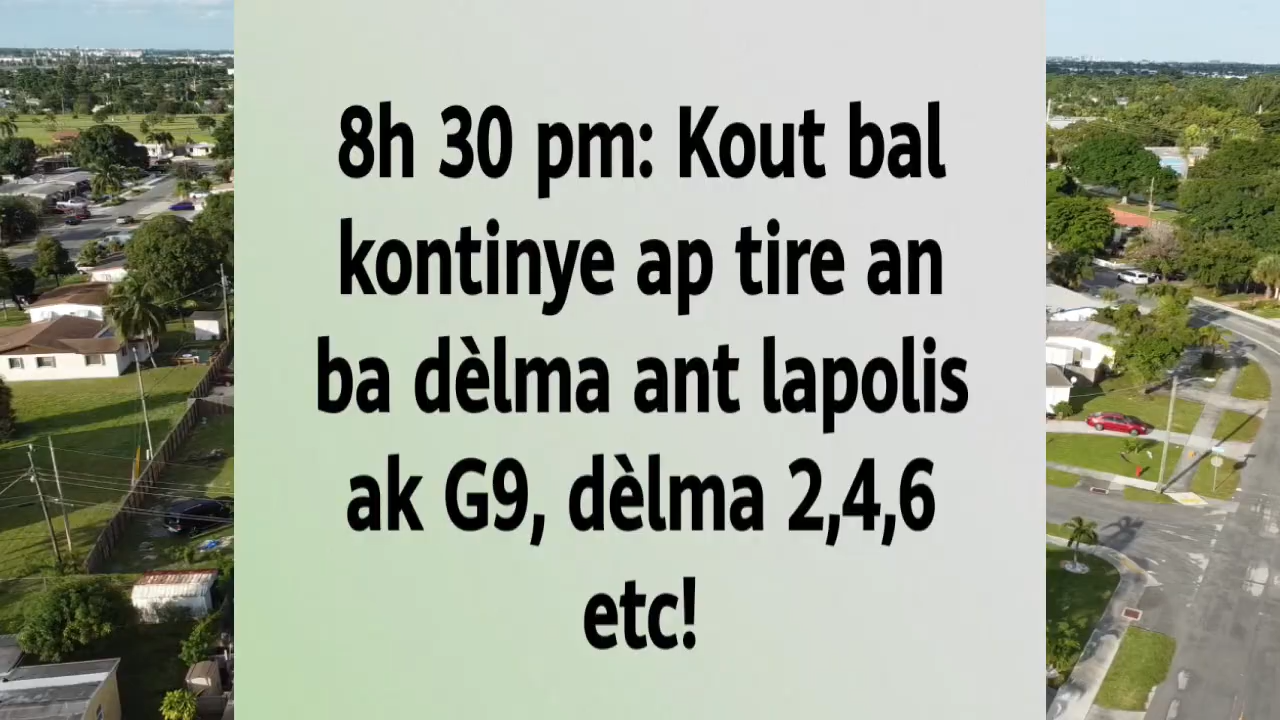 8h 30 pm: Kout bal
kontinye ap tire an
ba dèlma ant lapolis
ak G9, dèlma 2,4,6
etc!